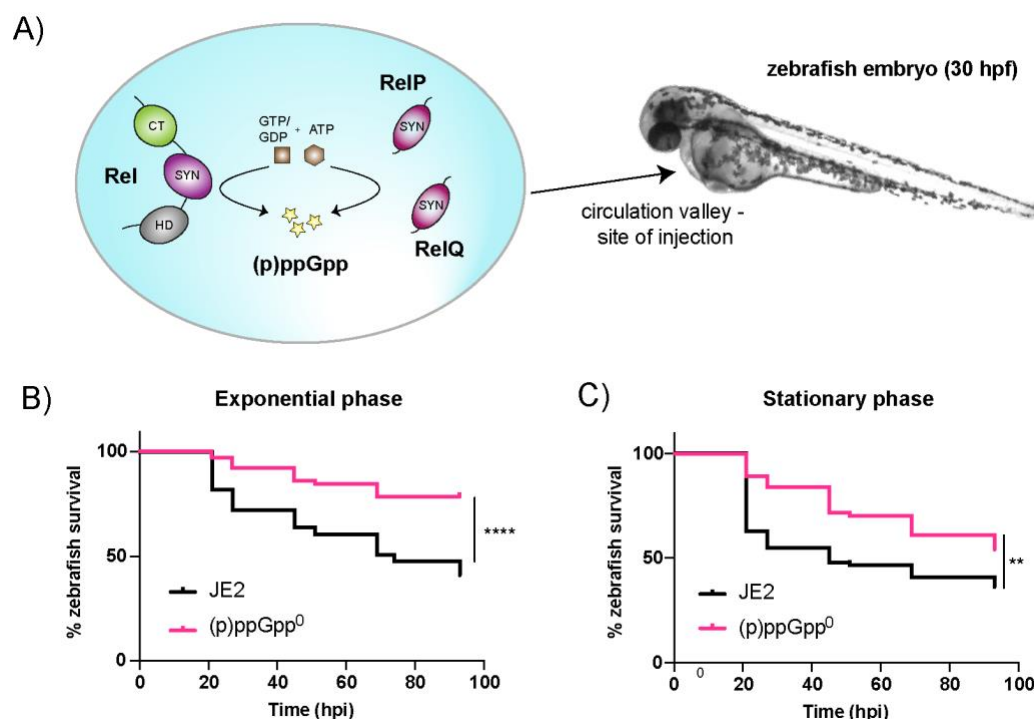 A)
CT
Rel
SYN
HD
GTP/
GDP
+ ATP
(p)ppGpp
RelP
SYN
SYN
RelQ
zebrafish embryo (30 hpf)
circulation valley -
site of injection
B)
Exponential phase
% zebrafish survival
100
50
0
****
JE2
(p)ppGpp⁰
0 20 40 60 80 100
Time (hpi)
C)
Stationary phase
% zebrafish survival
100
50
0
**
JE2
(p)ppGpp⁰
0
0 20 40 60 80 100
Time (hpi)